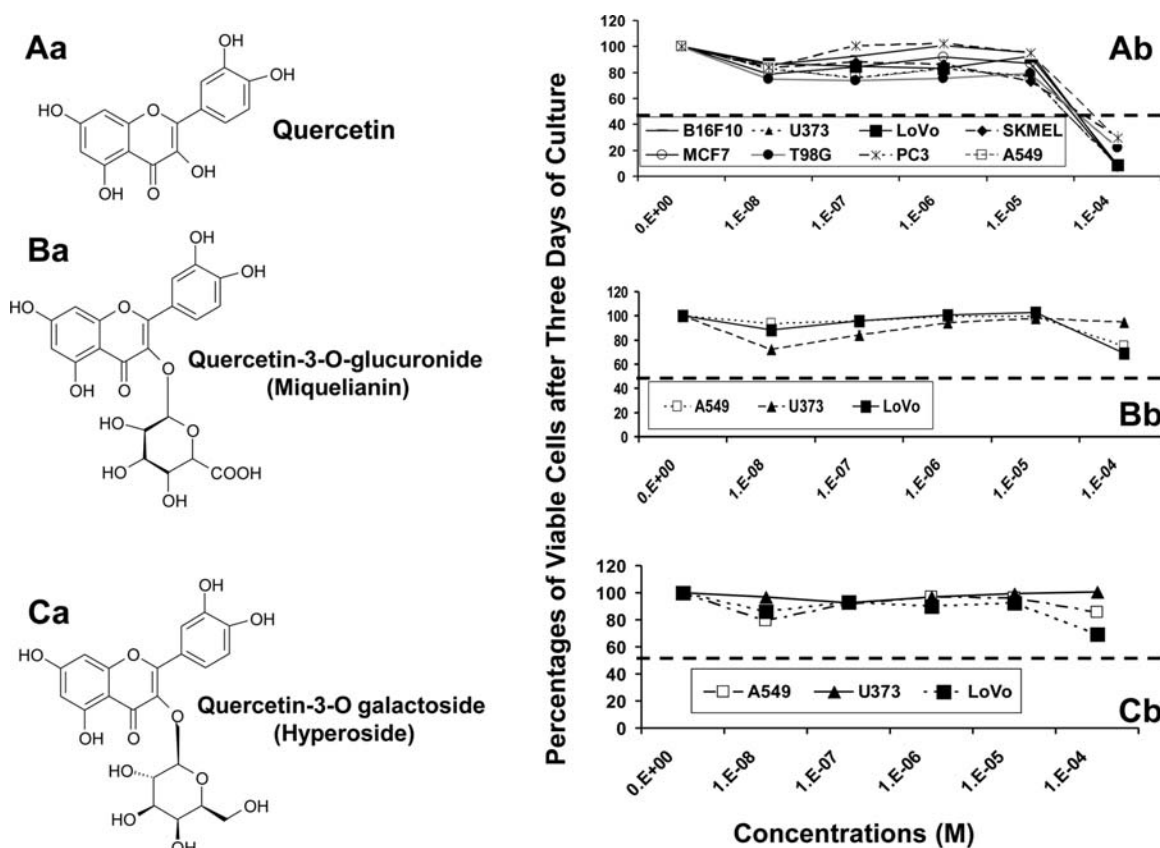 Aa
OH
OH
HO
O
OH
OH
O
Quercetin
Ba
OH
OH
HO
O
O
OH
O
Quercetin-3-O-glucuronide
(Miquelianin)
HO
O
HO
COOH
OH
Ca
OH
OH
HO
O
O
OH
O
Quercetin-3-O galactoside
(Hyperoside)
HO
O
HO
OH
OH
Percentages of Viable Cells after Three Days of Culture
Ab
120
100
80
60
40
20
0
B16F10 U373 LoVo SKMEL
MCF7 T98G PC3 A549
0.E+00 1.E-08 1.E-07 1.E-06 1.E-05 1.E-04
Bb
120
100
80
60
40
20
0
A549 U373 LoVo
0.E+00 1.E-08 1.E-07 1.E-06 1.E-05 1.E-04
Cb
120
100
80
60
40
20
0
A549 U373 LoVo
0.E+00 1.E-08 1.E-07 1.E-06 1.E-05 1.E-04
Concentrations (M)